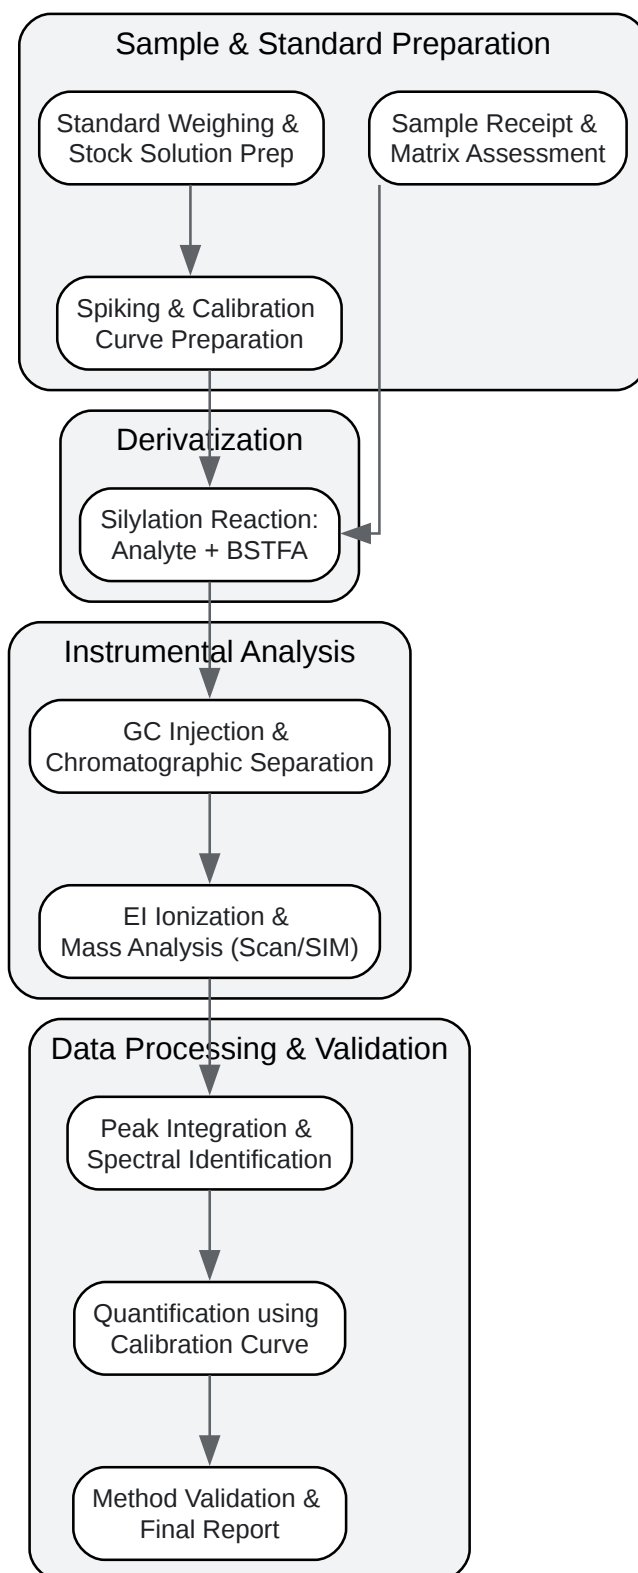 Sample & Standard Preparation
Standard Weighing &
Stock Solution Prep
Sample Receipt &
Matrix Assessment
Spiking & Calibration
Curve Preparation
Derivatization
Silylation Reaction:
Analyte + BSTFA
Instrumental Analysis
GC Injection &
Chromatographic Separation
EI Ionization &
Mass Analysis (Scan/SIM)
Data Processing & Validation
Peak Integration &
Spectral Identification
Quantification using
Calibration Curve
Method Validation &
Final Report